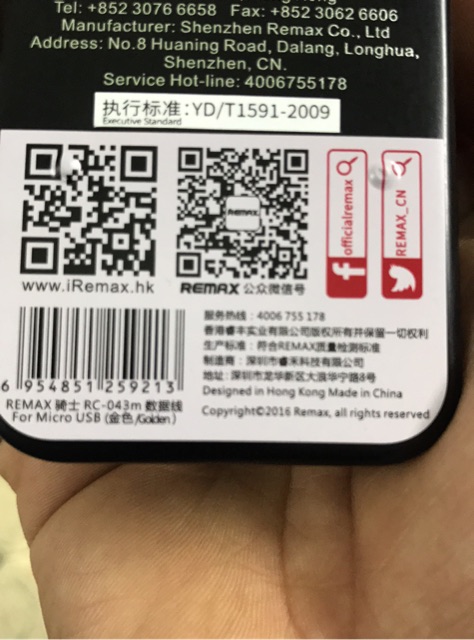 Tel: +852 3076 6658 Fax: +852 3062 6606
Manufacturer: Shenzhen Remax Co., Ltd
Address: No.8 Huaning Road, Dalang, Longhua,
Shenzhen, CN.
Service Hot-line: 4006755178
执行标准:YD/T1591-2009
Executive Standard
REMAX
officialremax
REMAX_CN
www.iRemax.hk
REMAX 公众微信号
服务热线：4006 755 178
香港睿丰实业有限公司版权所有并保留一切权利
生产标准：符合REMAX质量检测标准
制造商：深圳市睿禾科技有限公司
地址：深圳市龙华新区大浪华宁路8号
Designed in Hong Kong Made in China
Copyright©2016 Remax, all rights reserved
6 954851 259213
REMAX 骑士 RC-043m 数据线
For Micro USB (金色/Golden)